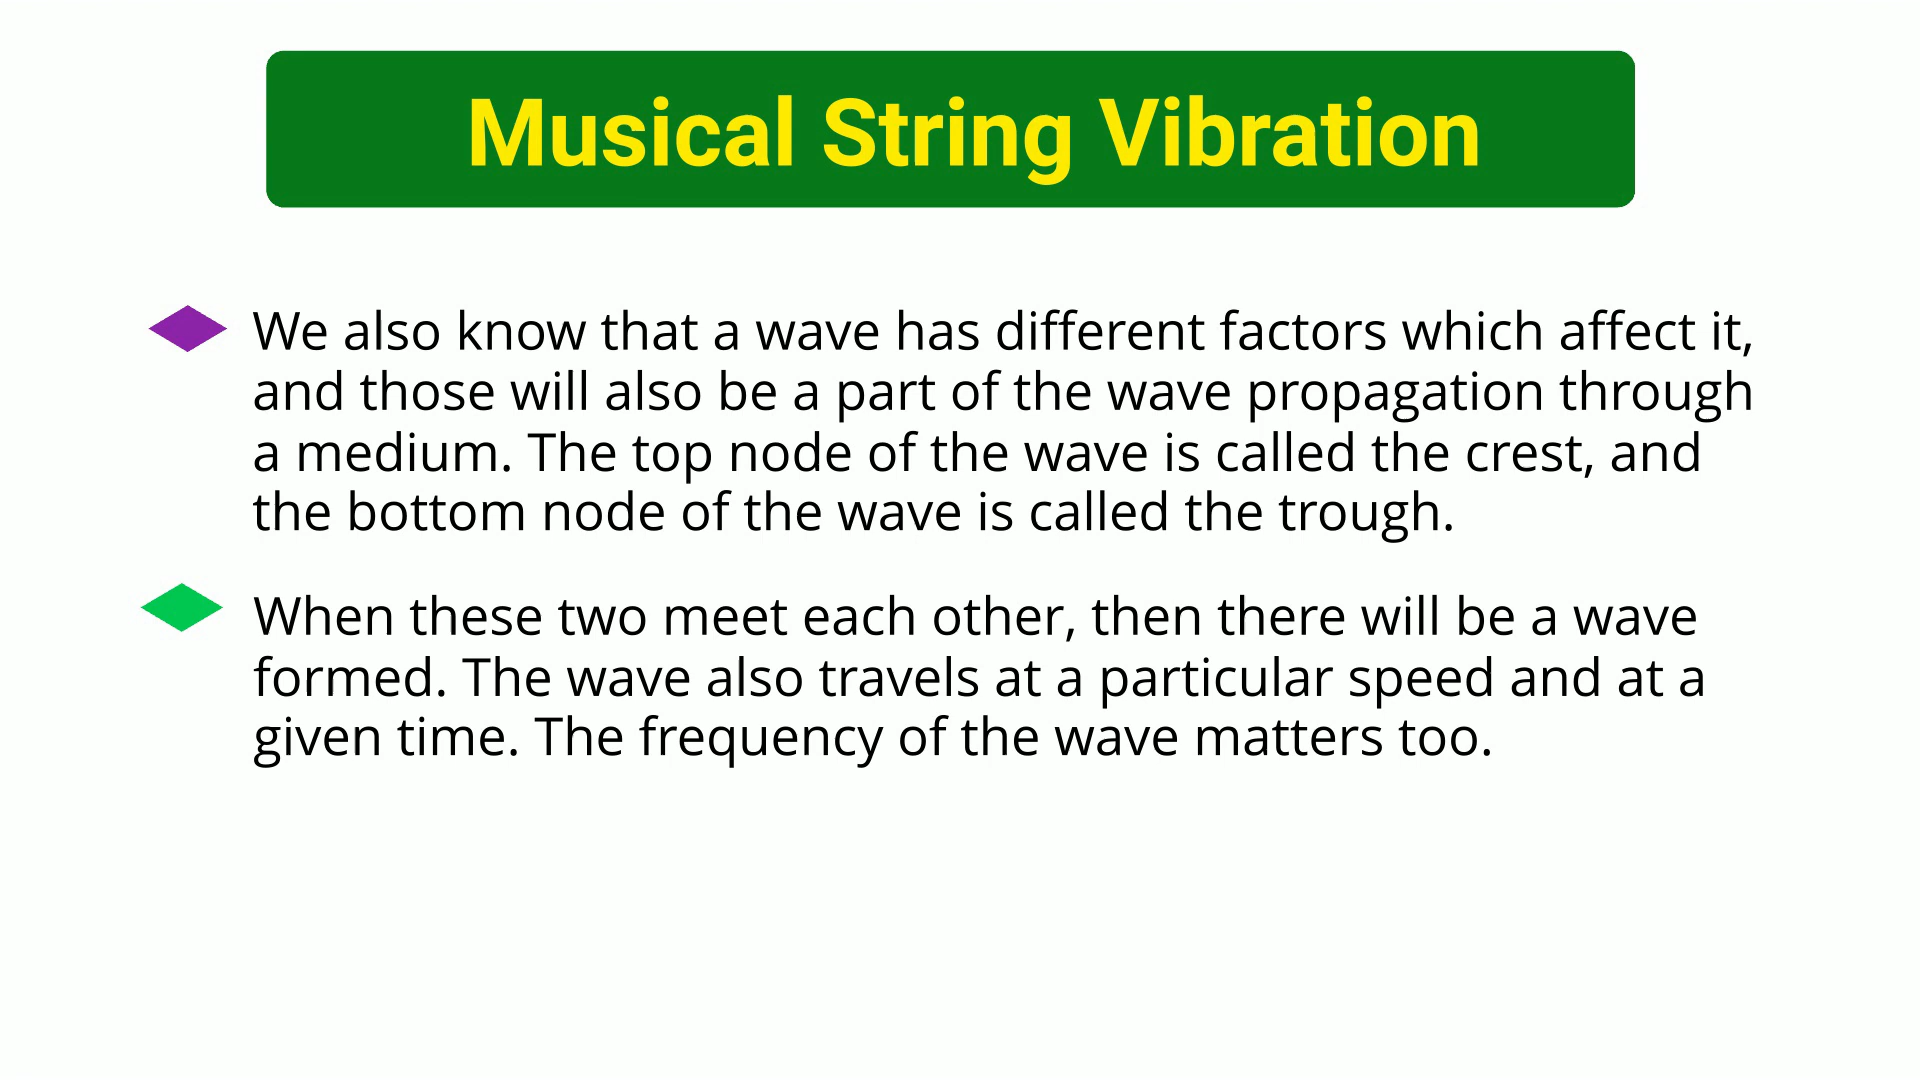 Musical String Vibration
We also know that a wave has different factors which affect it,
and those will also be a part of the wave propagation through
a medium. The top node of the wave is called the crest, and
the bottom node of the wave is called the trough.
When these two meet each other, then there will be a wave
formed. The wave also travels at a particular speed and at a
given time. The frequency of the wave matters too.